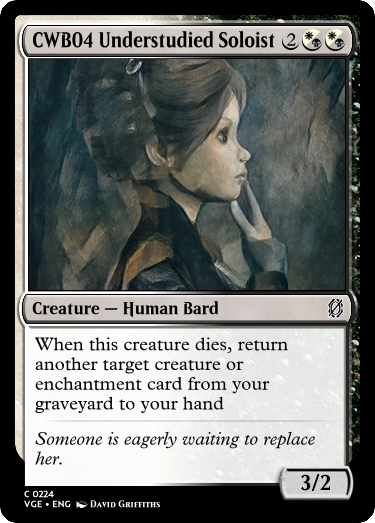 CWB04 Understudied Soloist 2
Creature — Human Bard
When this creature dies, return
another target creature or
enchantment card from your
graveyard to your hand
Someone is eagerly waiting to replace
her.
3/2
C 0224
VGE • ENG David Griffiths